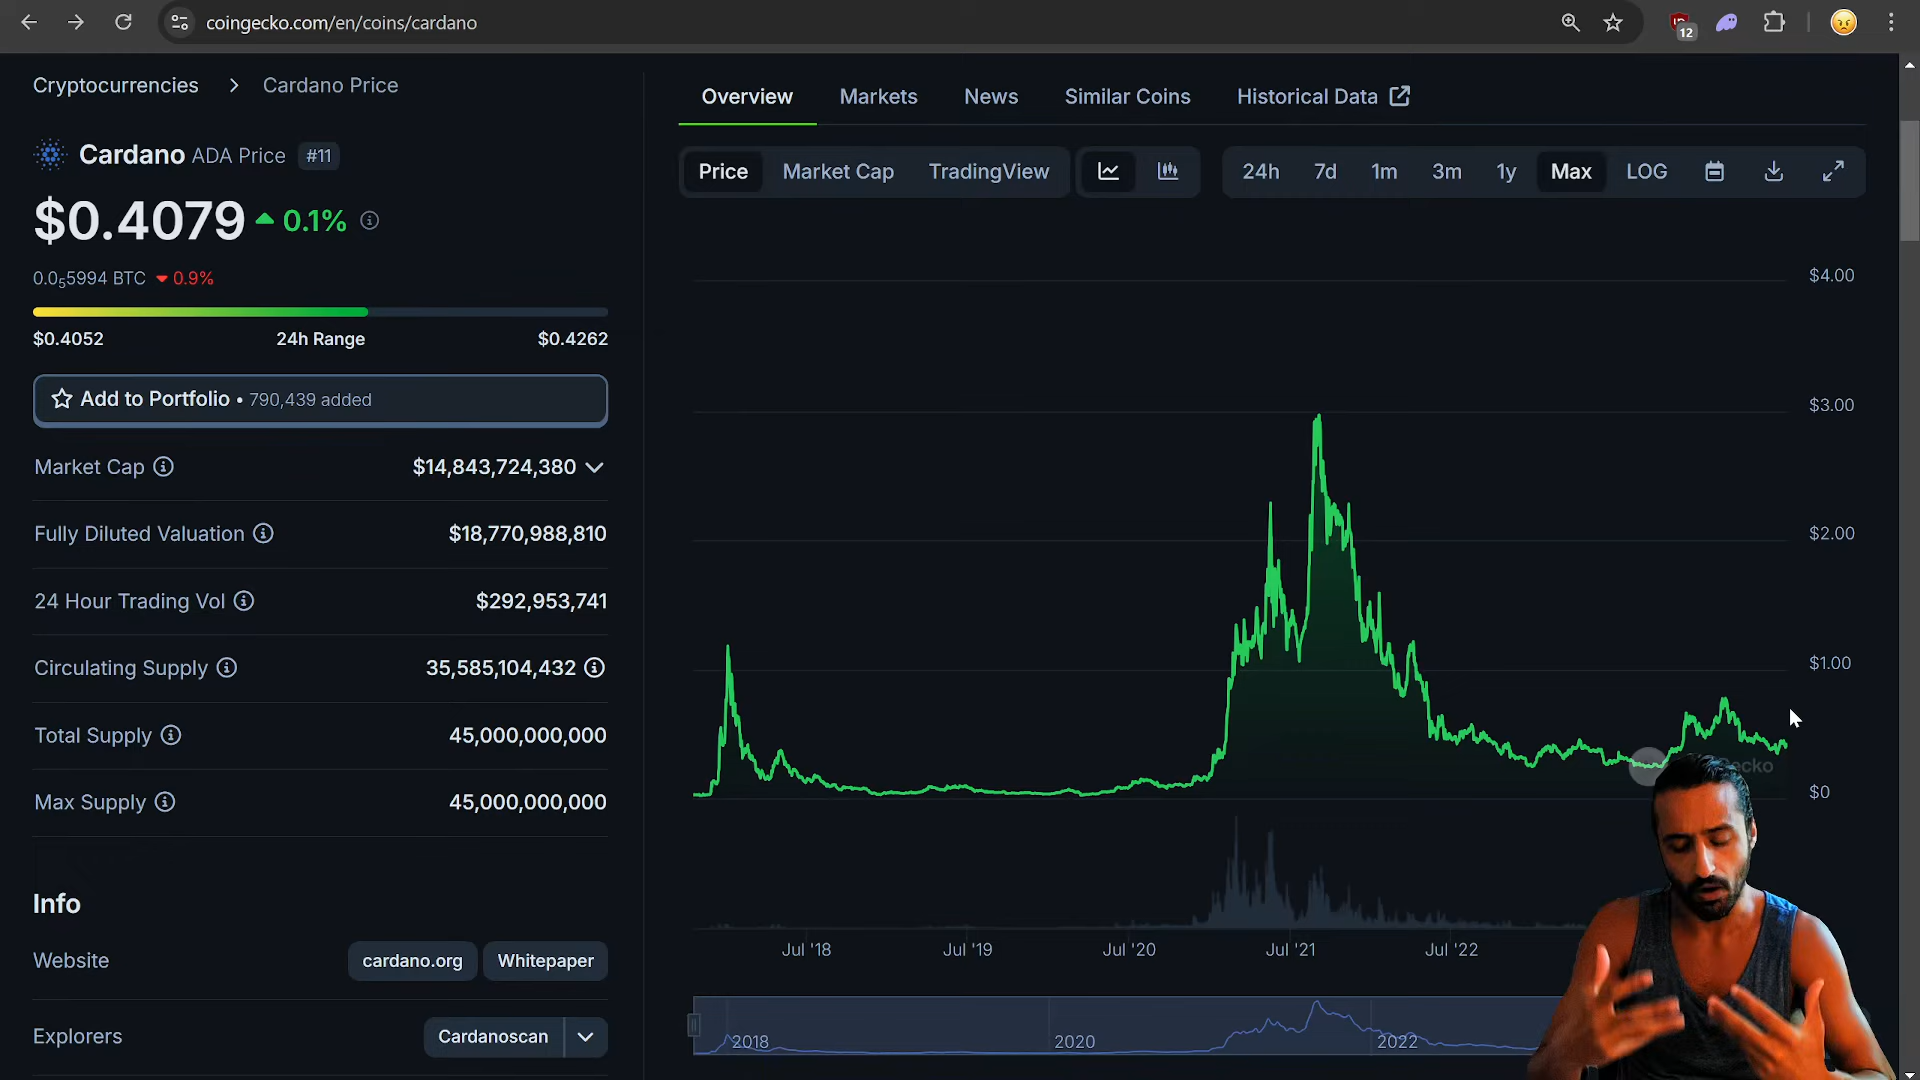 coingecko.com/en/coins/cardano
12
Cryptocurrencies > Cardano Price
Cardano ADA Price #11
$0.4079 0.1%
0.0₅5994 BTC 0.9%
$0.4052 24h Range $0.4262
Add to Portfolio • 790,439 added
Market Cap $14,843,724,380
Fully Diluted Valuation $18,770,988,810
24 Hour Trading Vol $292,953,741
Circulating Supply 35,585,104,432
Total Supply 45,000,000,000
Max Supply 45,000,000,000
Info
Website cardano.org Whitepaper
Explorers Cardanoscan
Overview Markets News Similar Coins Historical Data
Price Market Cap TradingView 24h 7d 1m 3m 1y Max LOG
$4.00
$3.00
$2.00
$1.00
$0
Jul '18 Jul '19 Jul '20 Jul '21 Jul '22
2018 2020 2022